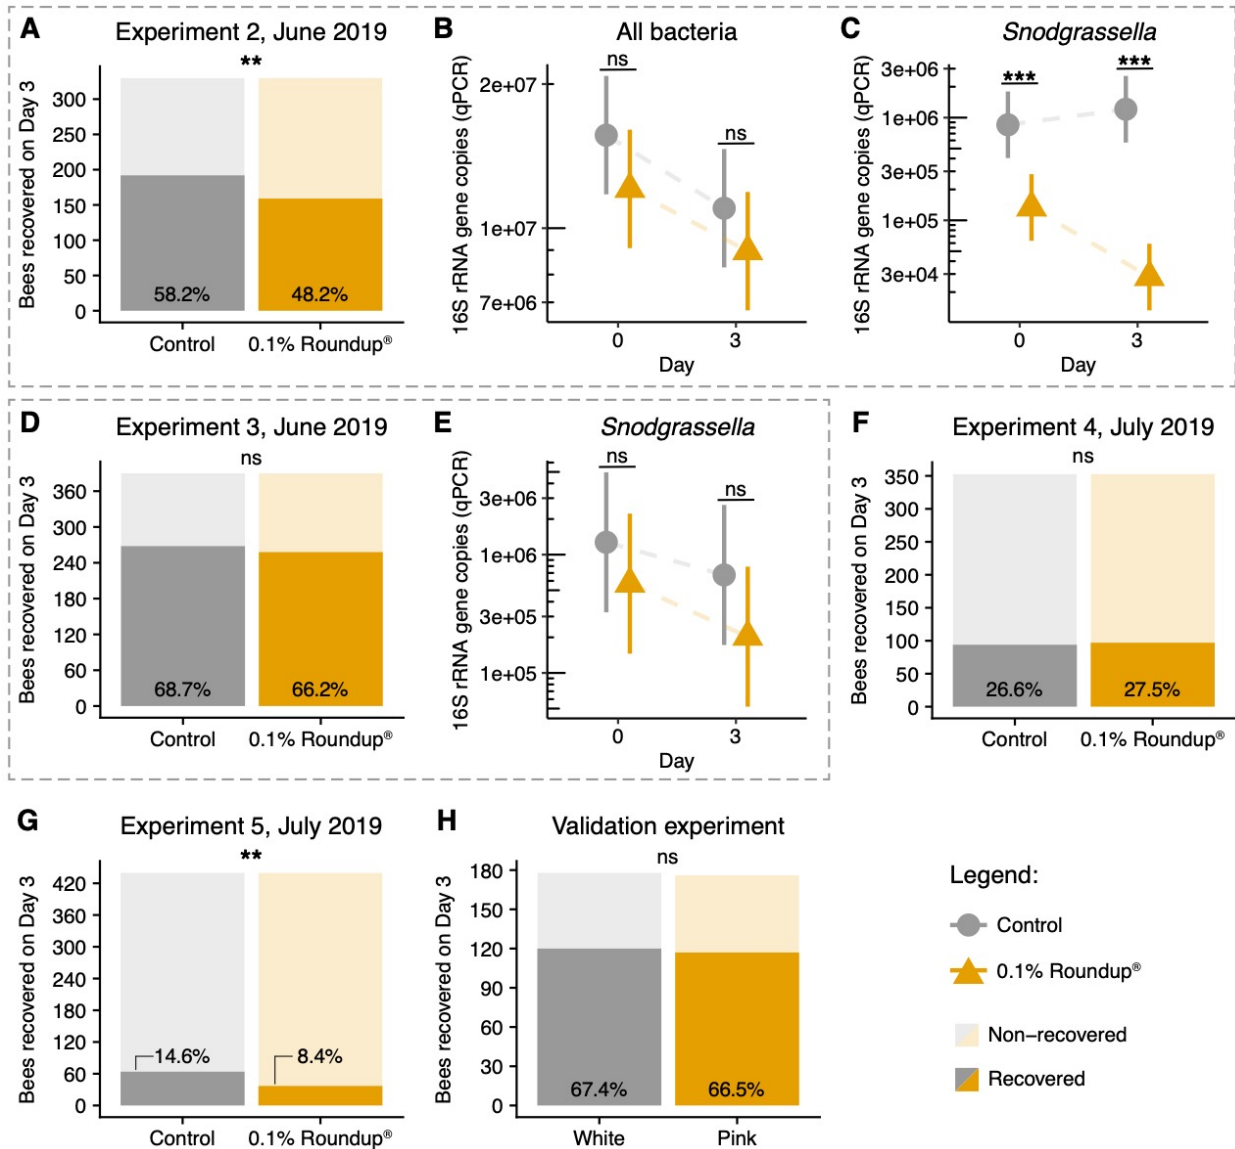 A
Experiment 2, June 2019
**
Bees recovered on Day 3
300
250
200
150
100
50
0
58.2%
48.2%
Control
0.1% Roundup®
B
All bacteria
16S rRNA gene copies (qPCR)
2e+07
1e+07
7e+06
ns
ns
0
3
Day
C
Snodgrassella
16S rRNA gene copies (qPCR)
3e+06
1e+06
3e+05
1e+05
3e+04
***
***
0
3
Day
D
Experiment 3, June 2019
ns
Bees recovered on Day 3
360
300
240
180
120
60
0
68.7%
66.2%
Control
0.1% Roundup®
E
Snodgrassella
16S rRNA gene copies (qPCR)
3e+06
1e+06
3e+05
1e+05
ns
ns
0
3
Day
F
Experiment 4, July 2019
ns
Bees recovered on Day 3
350
300
250
200
150
100
50
0
26.6%
27.5%
Control
0.1% Roundup®
G
Experiment 5, July 2019
**
Bees recovered on Day 3
420
360
300
240
180
120
60
0
14.6%
8.4%
Control
0.1% Roundup®
H
Validation experiment
ns
Bees recovered on Day 3
180
150
120
90
60
30
0
67.4%
66.5%
White
Pink
Legend:
Control
0.1% Roundup®
Non−recovered
Recovered